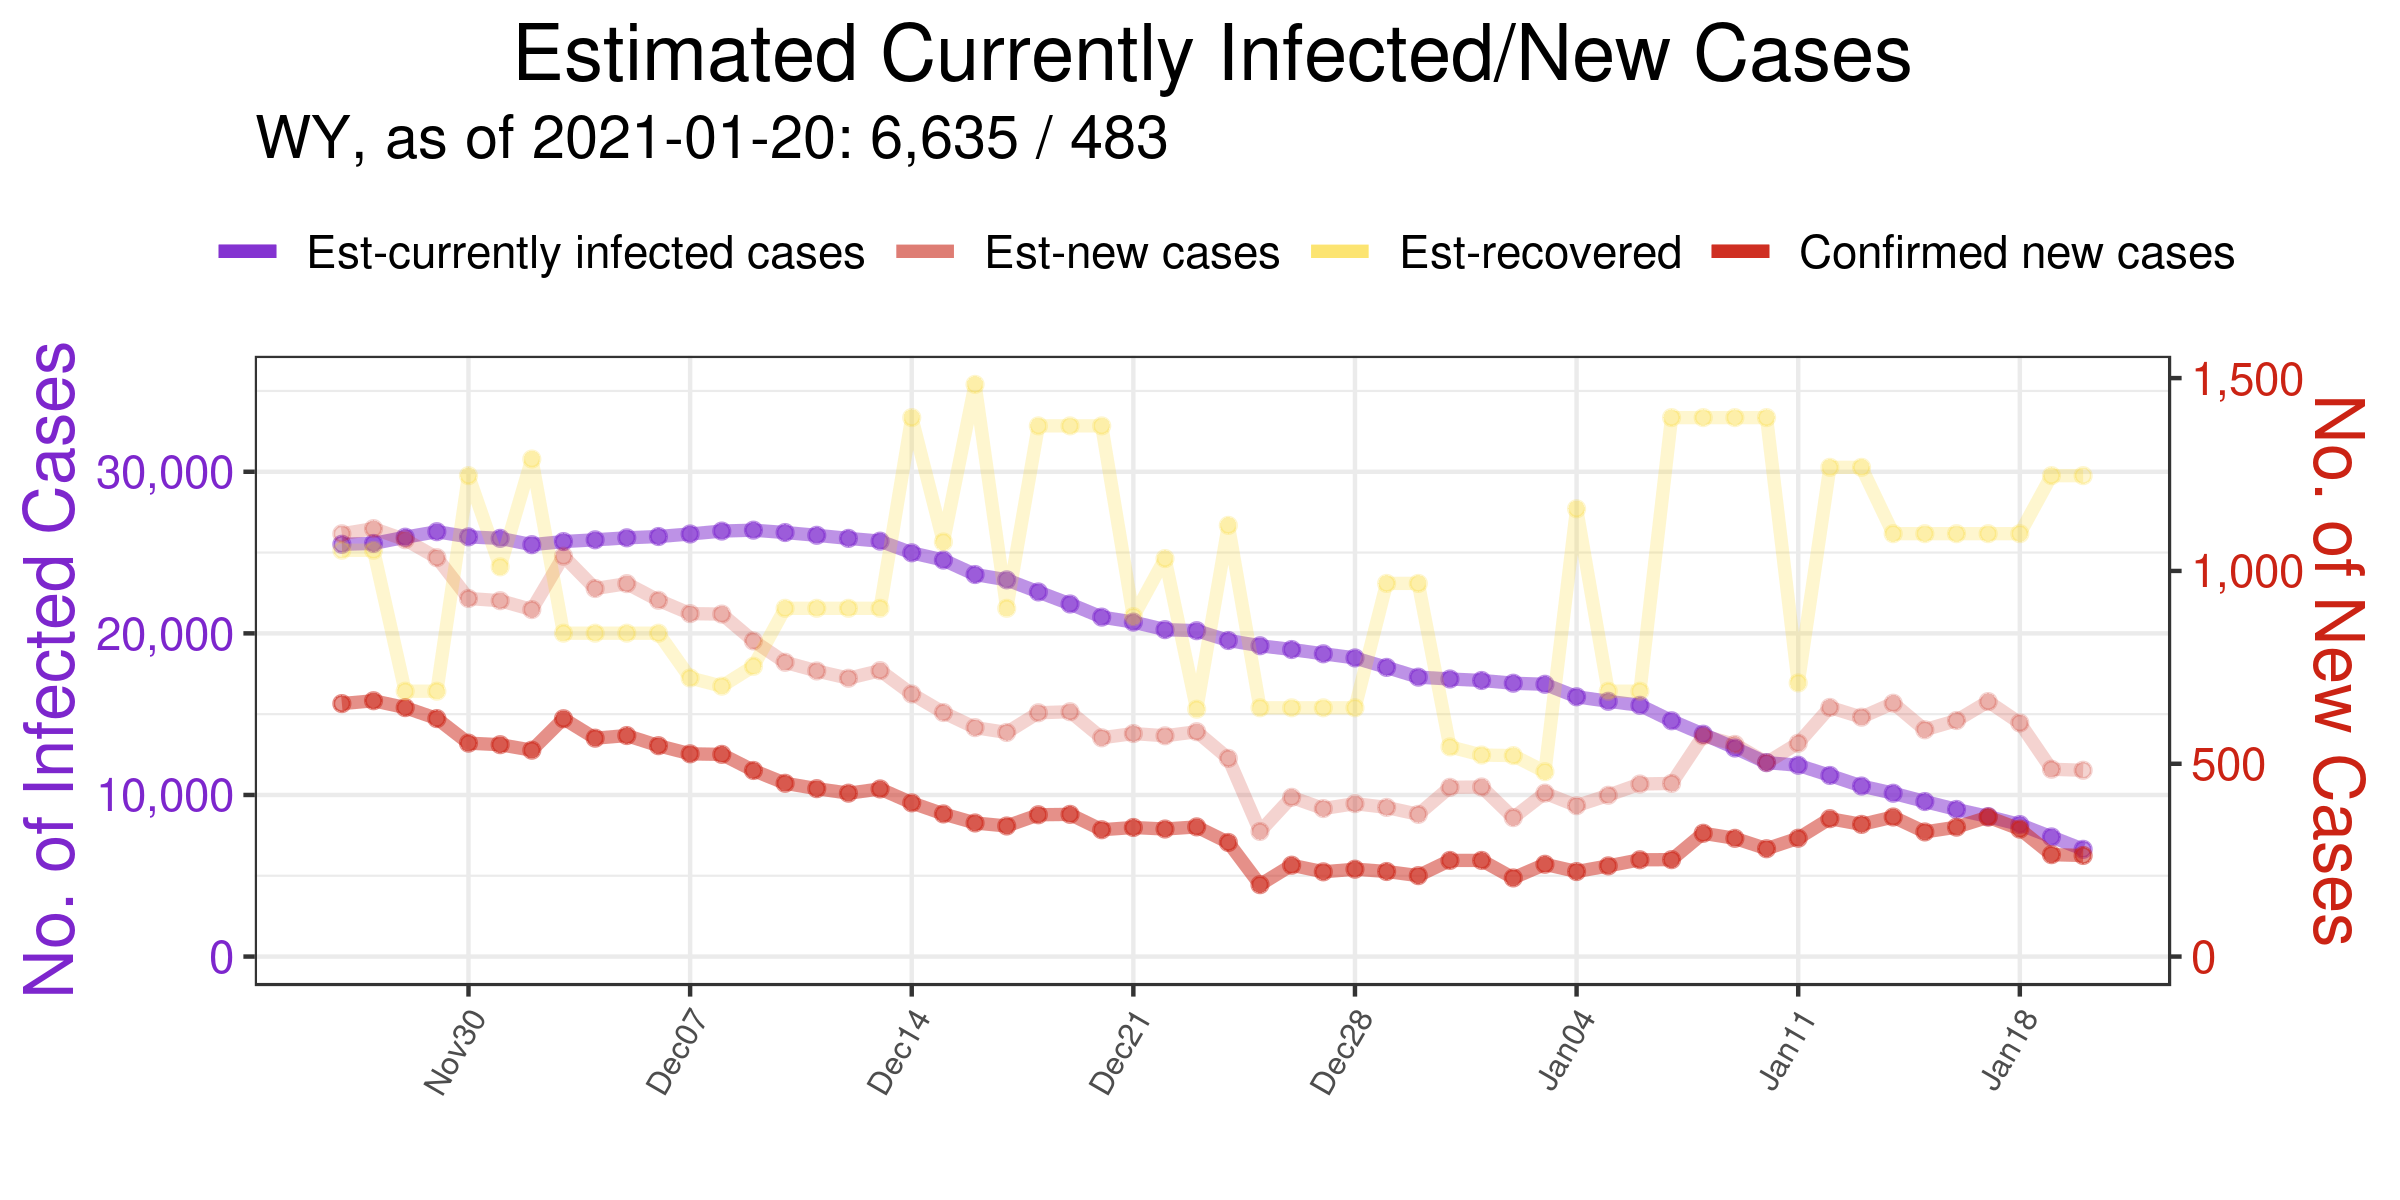 Estimated Currently Infected/New Cases
WY, as of 2021-01-20: 6,635 / 483
Est-currently infected cases Est-new cases Est-recovered Confirmed new cases
No. of Infected Cases
30,000
20,000
10,000
0
1,500
1,000
500
0
No. of New Cases
Nov30 Dec07 Dec14 Dec21 Dec28 Jan04 Jan11 Jan18